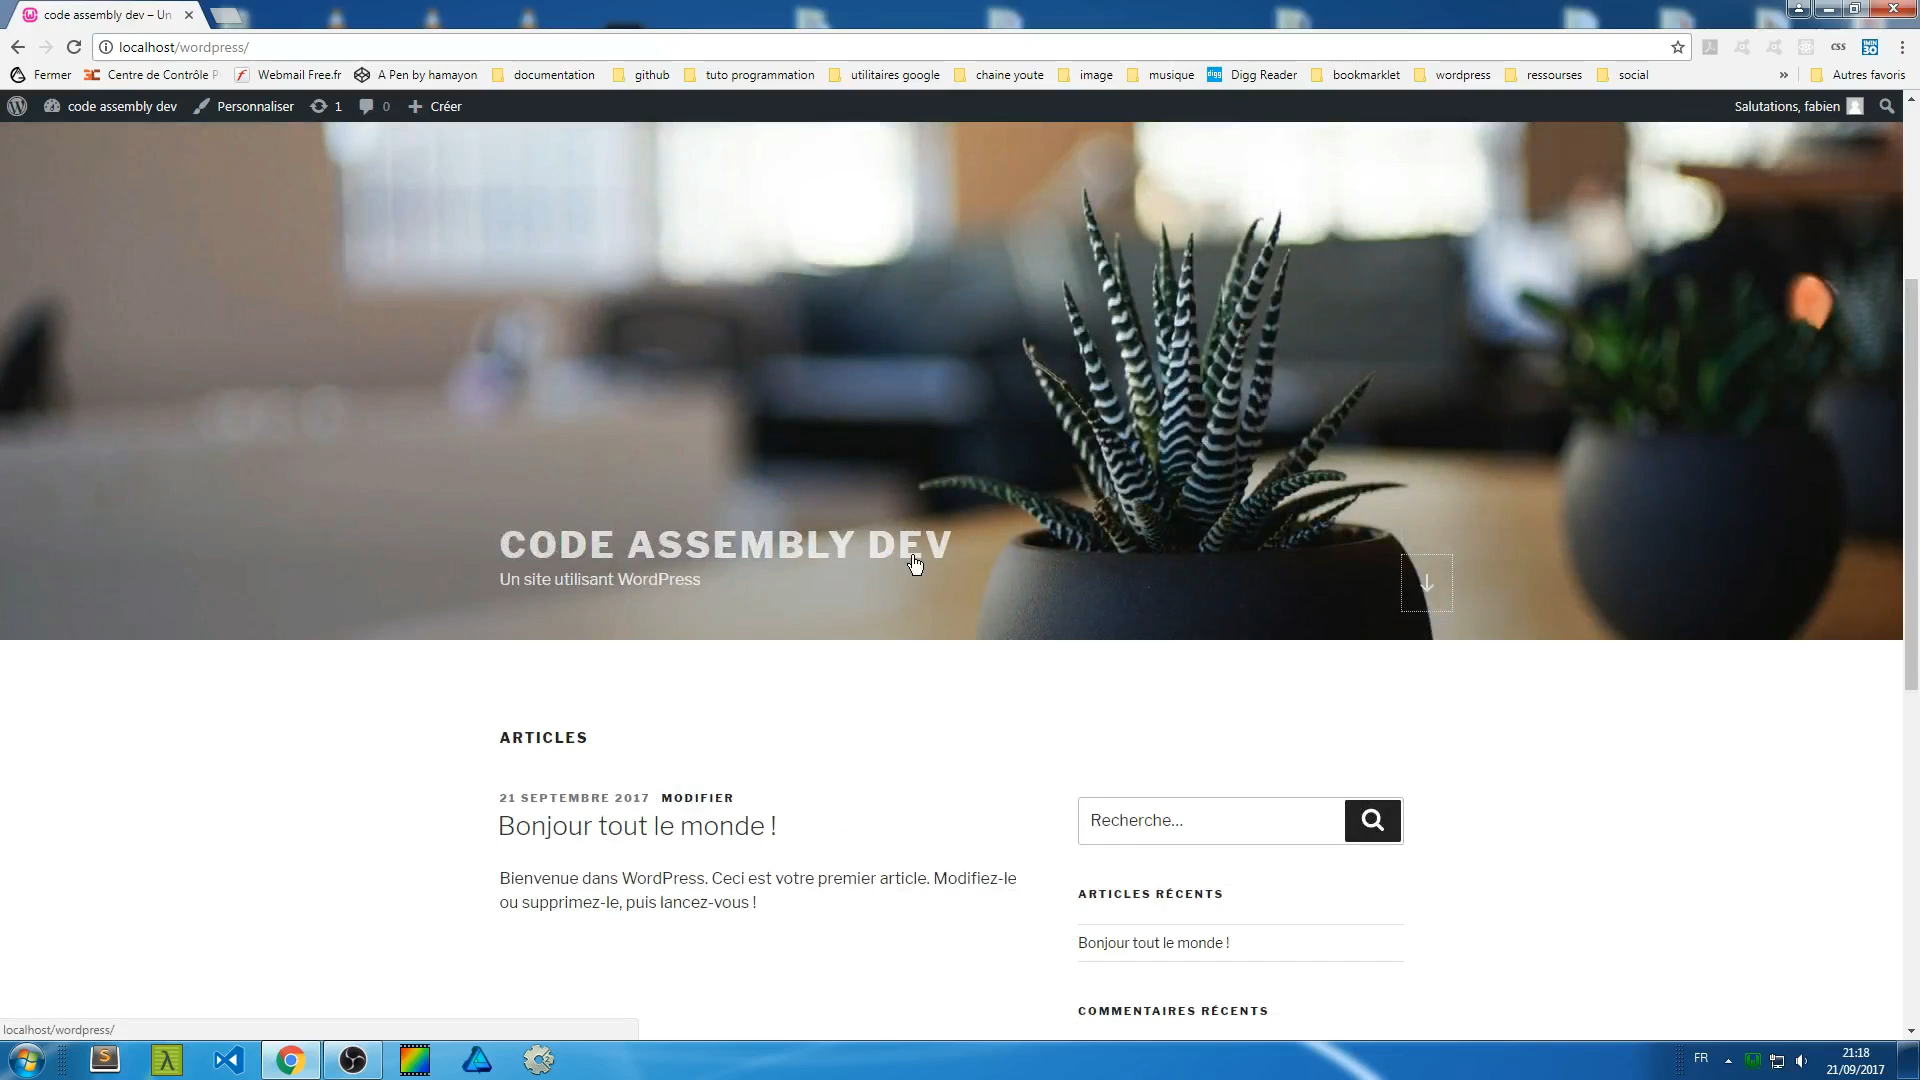 code assembly dev – Un
localhost/wordpress/
Fermer Centre de Contrôle P Webmail Free.fr A Pen by hamayon documentation github tuto programmation utilitaires google chaine youte image musique digg Digg Reader bookmarklet wordpress ressourses social » Autres favoris
code assembly dev Personnaliser 1 0 Créer Salutations, fabien
CODE ASSEMBLY DEV
Un site utilisant WordPress
ARTICLES
21 SEPTEMBRE 2017 MODIFIER
Bonjour tout le monde !
Bienvenue dans WordPress. Ceci est votre premier article. Modifiez-le
ou supprimez-le, puis lancez-vous !
Recherche…
ARTICLES RÉCENTS
Bonjour tout le monde !
COMMENTAIRES RÉCENTS
localhost/wordpress/
FR
21:18
21/09/2017